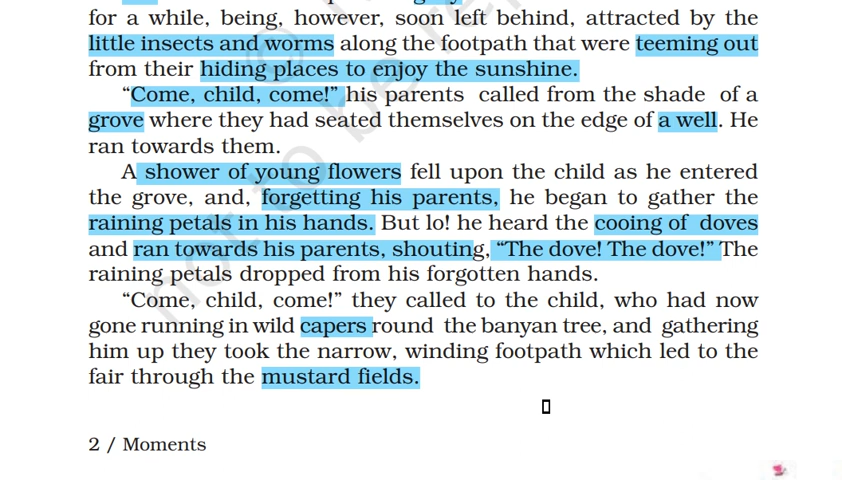 for a while, being, however, soon left behind, attracted by the
little insects and worms along the footpath that were teeming out
from their hiding places to enjoy the sunshine.
“Come, child, come!” his parents called from the shade of a
grove where they had seated themselves on the edge of a well. He
ran towards them.
A shower of young flowers fell upon the child as he entered
the grove, and, forgetting his parents, he began to gather the
raining petals in his hands. But lo! he heard the cooing of doves
and ran towards his parents, shouting, “The dove! The dove!” The
raining petals dropped from his forgotten hands.
“Come, child, come!” they called to the child, who had now
gone running in wild capers round the banyan tree, and gathering
him up they took the narrow, winding footpath which led to the
fair through the mustard fields.
2 / Moments
not to be rep